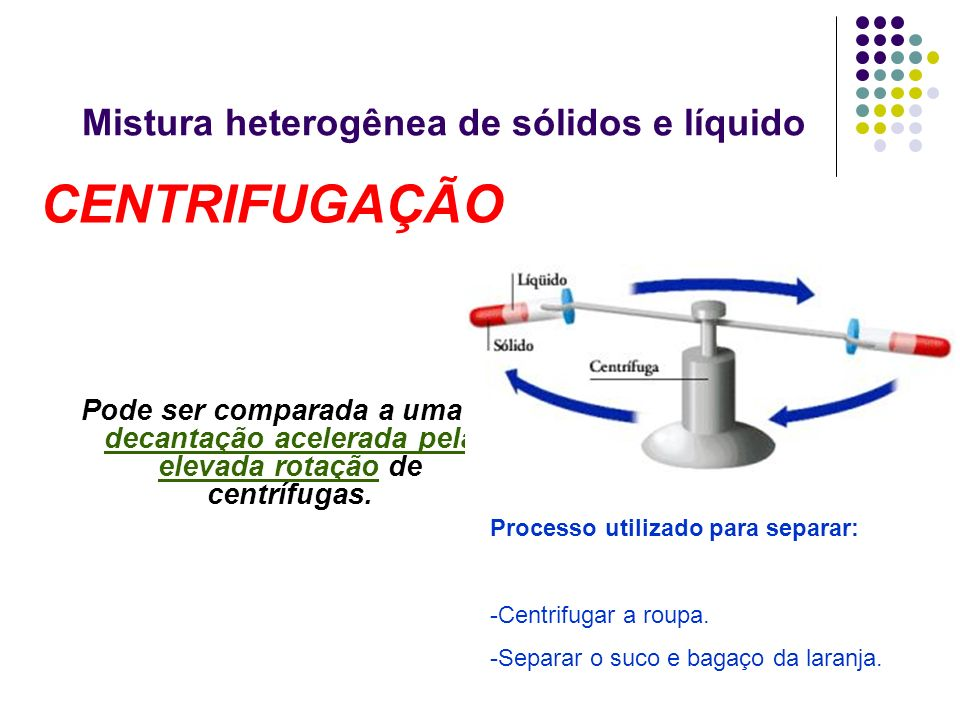 Mistura heterogênea de sólidos e líquido
CENTRIFUGAÇÃO
Líqüido
Sólido
Centrífuga
Pode ser comparada a uma
decantação acelerada pela
elevada rotação de
centrífugas.
Processo utilizado para separar:
-Centrifugar a roupa.
-Separar o suco e bagaço da laranja.